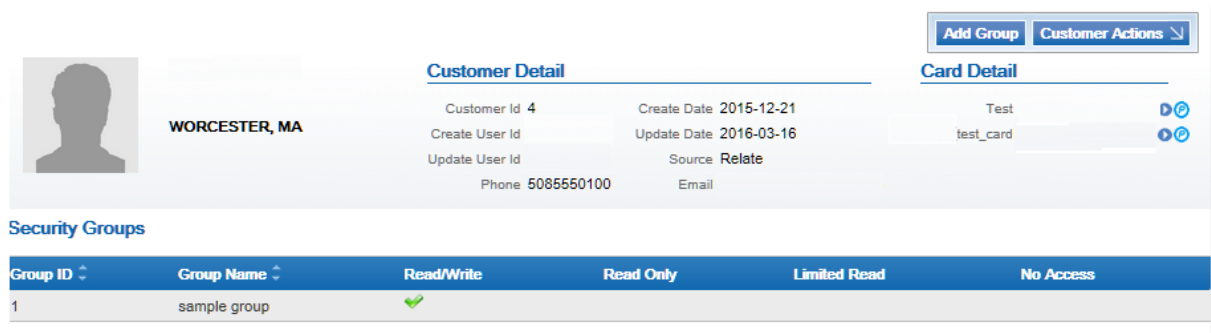 Add Group Customer Actions
Customer Detail Card Detail
Customer Id 4 Create Date 2015-12-21 Test
WORCESTER, MA
Create User Id Update Date 2016-03-16 test_card
Update User Id Source Relate
Phone 5085550100 Email
Security Groups
Group ID Group Name Read/Write Read Only Limited Read No Access
1 sample group